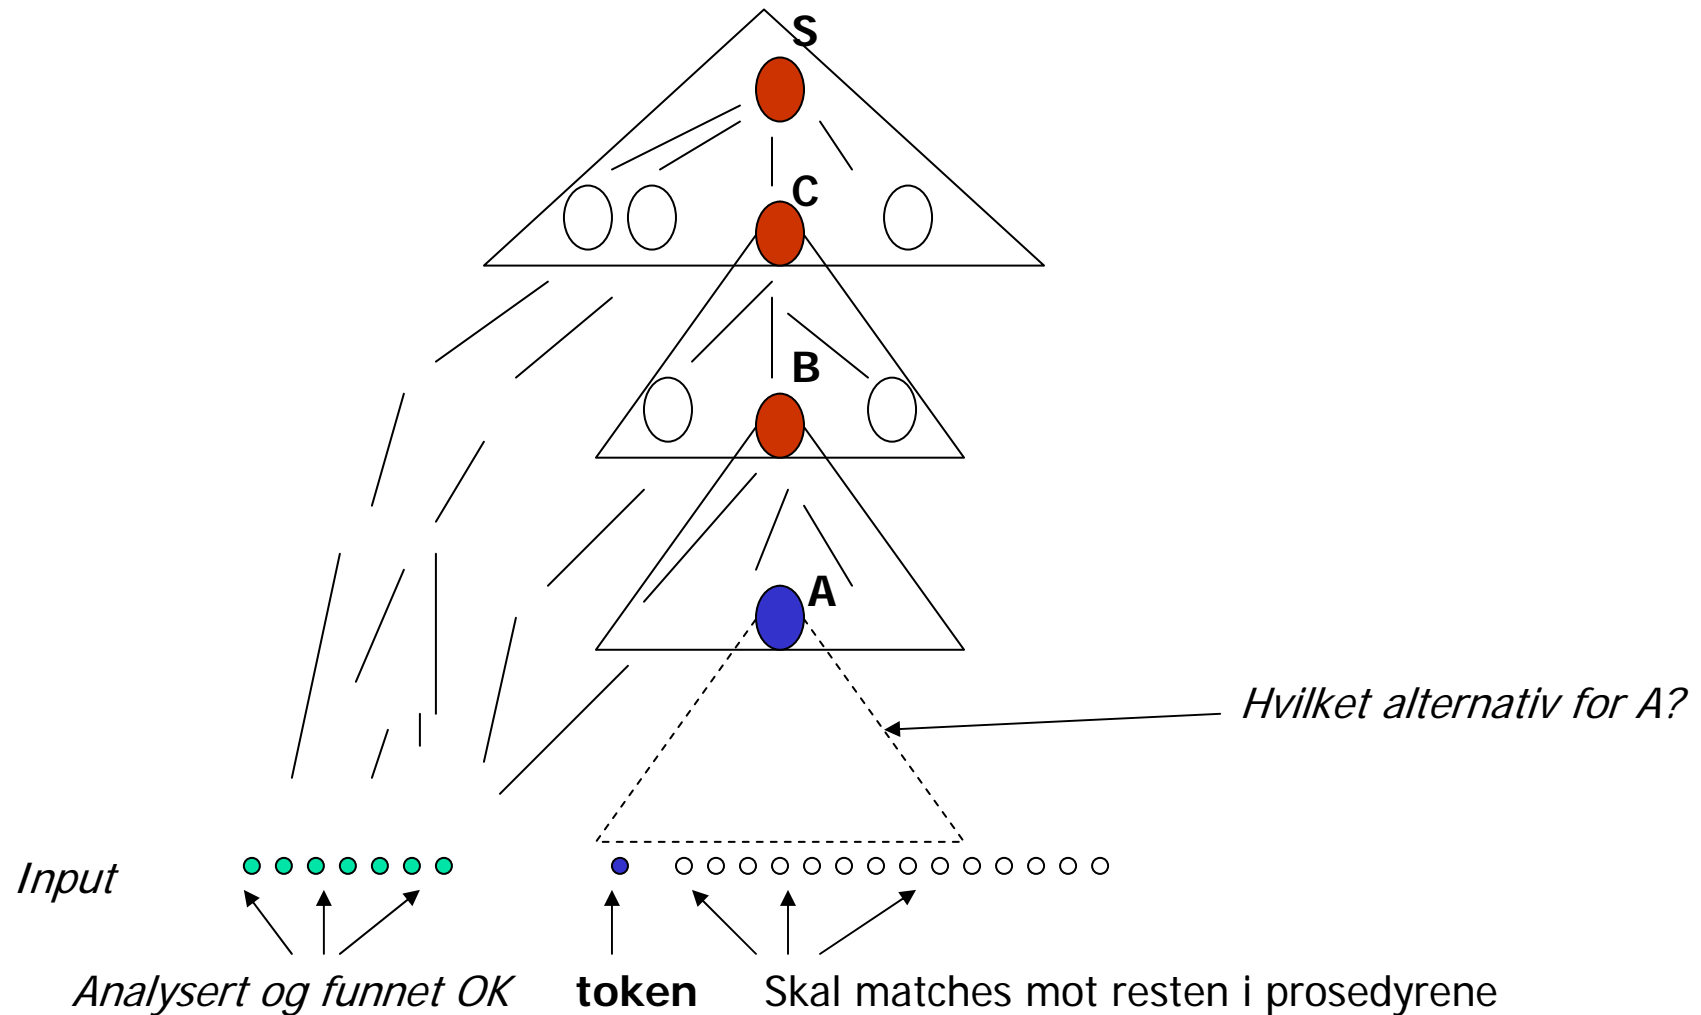 S
C
B
A
Hvilket alternativ for A?
Input
Analysert og funnet OK
token
Skal matches mot resten i prosedyrene